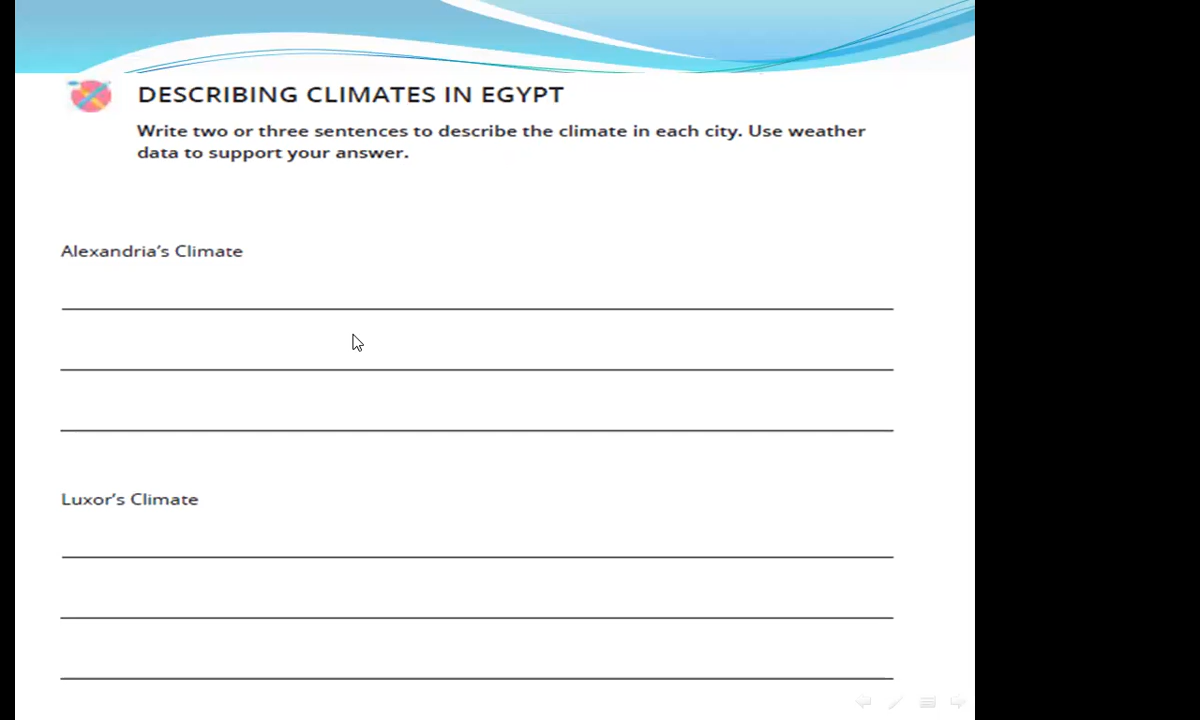 DESCRIBING CLIMATES IN EGYPT
Write two or three sentences to describe the climate in each city. Use weather
data to support your answer.
Alexandria's Climate
Luxor's Climate